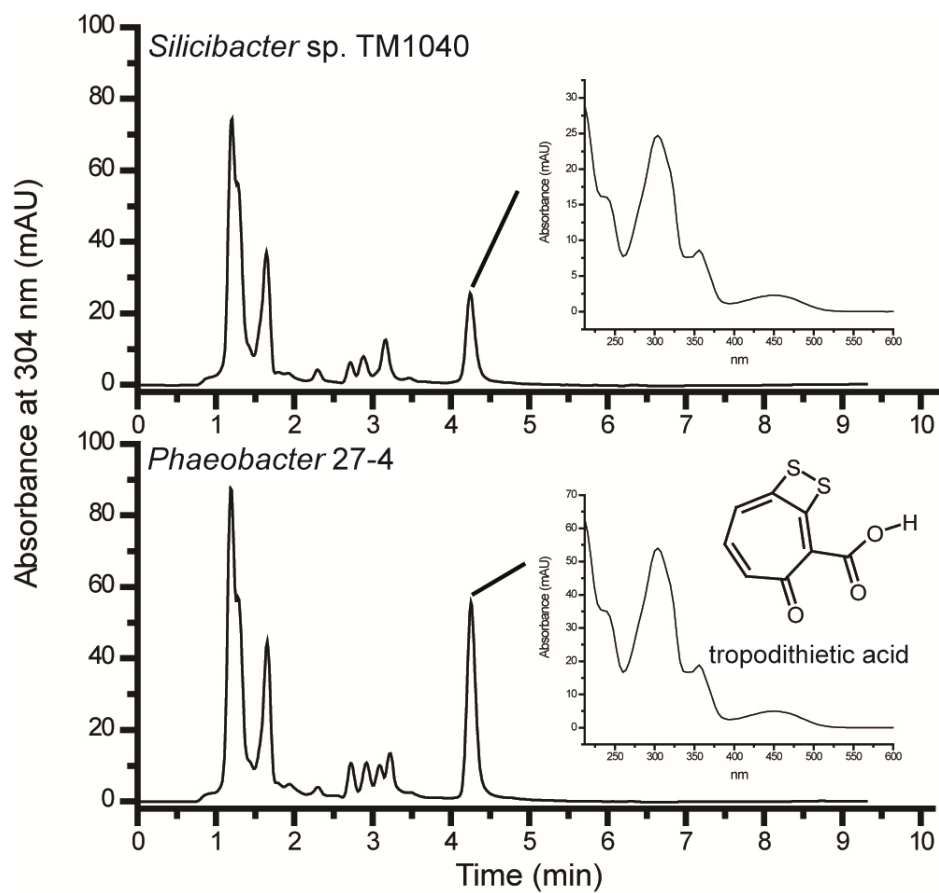 Absorbance at 304 nm (mAU)
Silicibacter sp. TM1040
100
80
60
40
20
0
0 1 2 3 4 5 6 7 8 9 10
Absorbance (mAU)
30
25
20
15
10
5
0
250 300 350 400 450 500 550 600
nm
Phaeobacter 27-4
100
80
60
40
20
0
0 1 2 3 4 5 6 7 8 9 10
Time (min)
Absorbance (mAU)
70
60
50
40
30
20
10
0
250 300 350 400 450 500 550 600
nm
S S
O H
O
O
tropodithietic acid